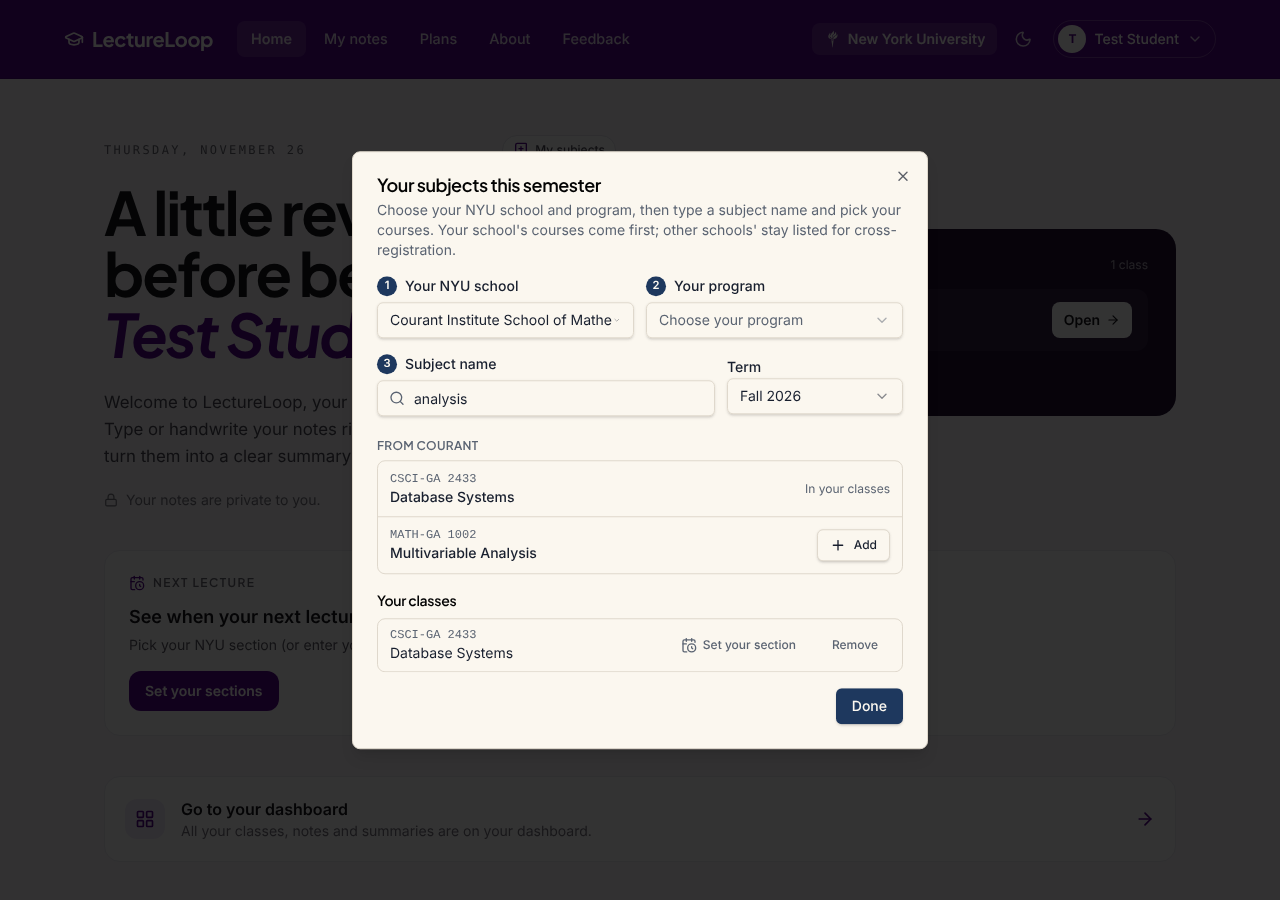 LectureLoop
Home
My notes
Plans
About
Feedback
New York University
T
Test Student
THURSDAY, NOVEMBER 26
My subjects
A little rev
before be
Test Stud
Welcome to LectureLoop, your
Type or handwrite your notes ri
turn them into a clear summary
Your notes are private to you.
1 class
Open
Your subjects this semester
Choose your NYU school and program, then type a subject name and pick your
courses. Your school's courses come first; other schools' stay listed for cross-
registration.
1 Your NYU school
2 Your program
Courant Institute School of Mathe
Choose your program
3 Subject name
Term
analysis
Fall 2026
FROM COURANT
CSCI-GA 2433
Database Systems
In your classes
MATH-GA 1002
Multivariable Analysis
Add
Your classes
CSCI-GA 2433
Database Systems
Set your section
Remove
Done
NEXT LECTURE
See when your next lectur
Pick your NYU section (or enter yo
Set your sections
Go to your dashboard
All your classes, notes and summaries are on your dashboard.